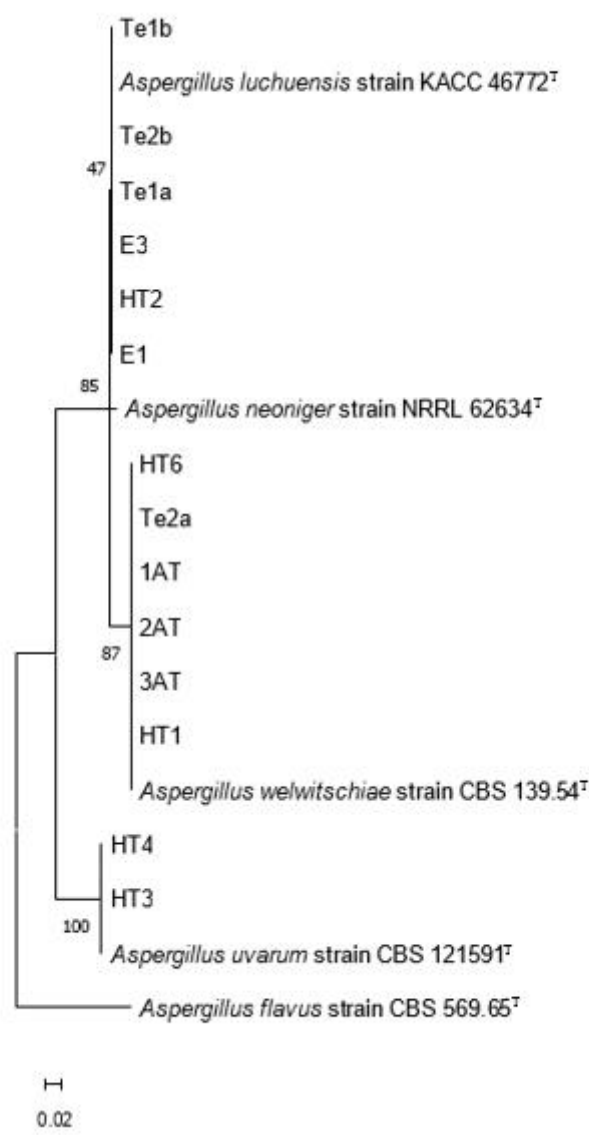 Te1b
Aspergillus luchuensis strain KACC 46772ᵀ
Te2b
47
Te1a
E3
HT2
E1
85
Aspergillus neoniger strain NRRL 62634ᵀ
HT6
Te2a
1AT
2AT
87
3AT
HT1
Aspergillus welwitschiae strain CBS 139.54ᵀ
HT4
HT3
100
Aspergillus uvarum strain CBS 121591ᵀ
Aspergillus flavus strain CBS 569.65ᵀ
0.02